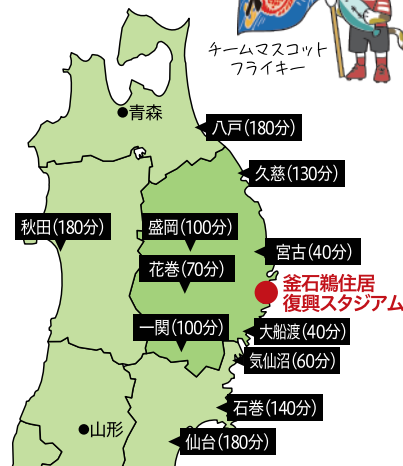 チームマスコット
フライキー
青森
八戸(180分)
久慈(130分)
秋田(180分)
盛岡(100分)
宮古(40分)
花巻(70分)
釜石鵜住居
復興スタジアム
一関(100分)
大船渡(40分)
気仙沼(60分)
石巻(140分)
山形
仙台(180分)